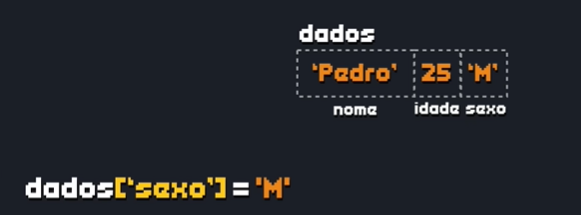 dados
'Pedro' 25 'M'
nome idade sexo
dados['sexo'] = 'M'